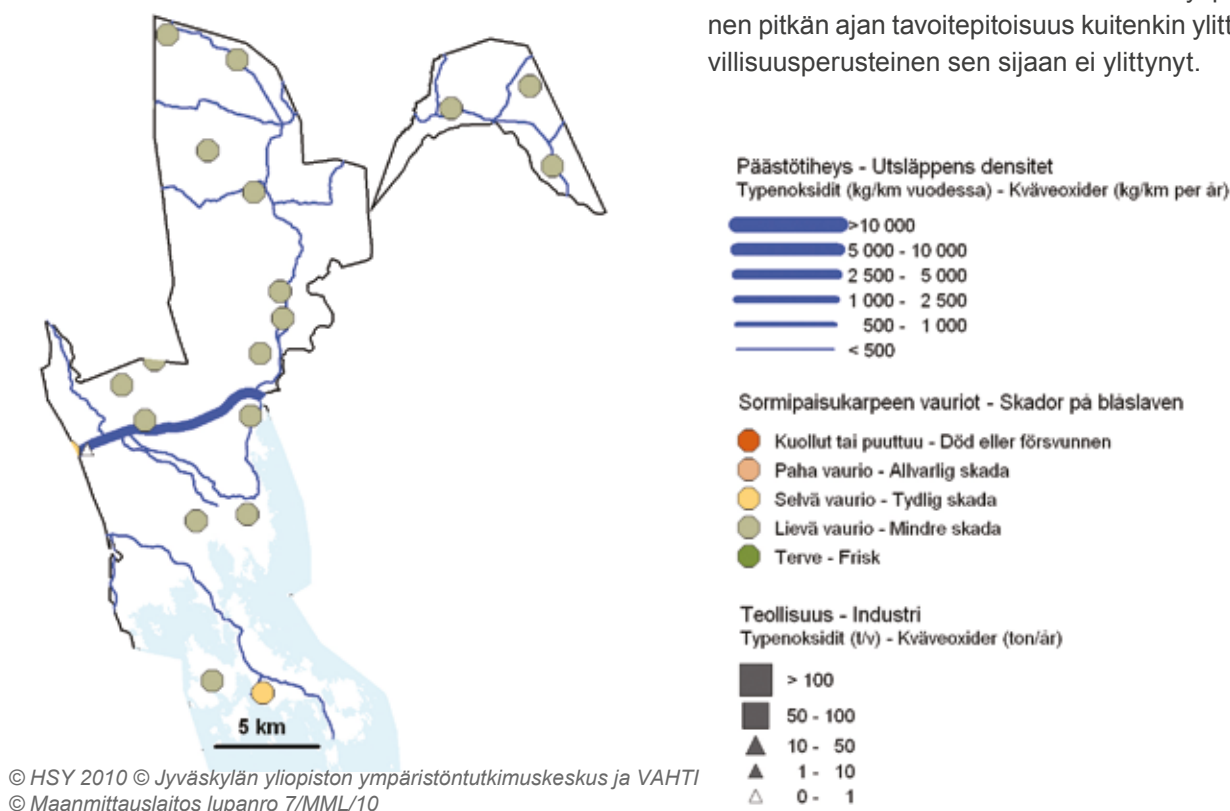 nen pitkän ajan tavoitepitoisuus kuitenkin ylitt
villisuusperusteinen sen sijaan ei ylittynyt.
Päästötiheys - Utsläppens densitet
Typenoksidit (kg/km vuodessa) - Kväveoxider (kg/km per år)
>10 000
5 000 - 10 000
2 500 - 5 000
1 000 - 2 500
500 - 1 000
< 500
Sormipaisukarpeen vauriot - Skador på blåslaven
Kuollut tai puuttuu - Död eller försvunnen
Paha vaurio - Allvarlig skada
Selvä vaurio - Tydlig skada
Lievä vaurio - Mindre skada
Terve - Frisk
Teollisuus - Industri
Typenoksidit (t/v) - Kväveoxider (ton/år)
> 100
50 - 100
10 - 50
1 - 10
0 - 1
5 km
© HSY 2010 © Jyväskylän yliopiston ympäristöntutkimuskeskus ja VAHTI
© Maanmittauslaitos lupanro 7/MML/10